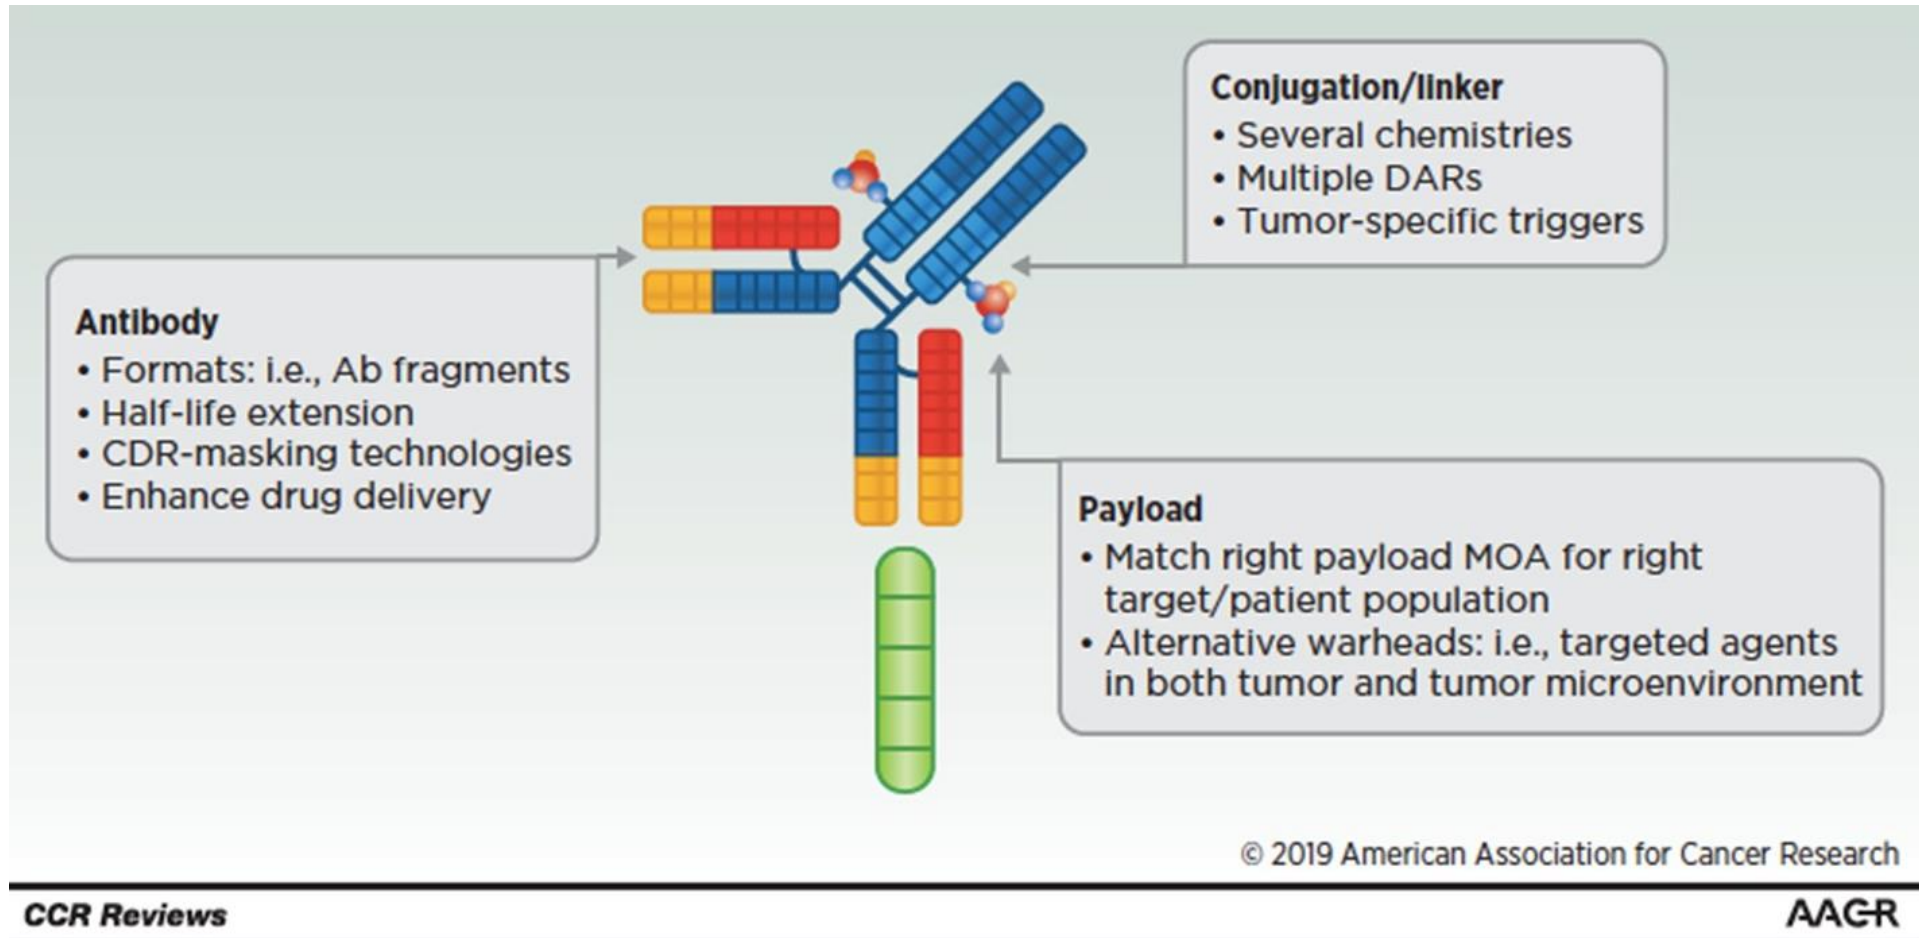 Conjugation/linker
• Several chemistries
• Multiple DARs
• Tumor-specific triggers
Antibody
• Formats: i.e., Ab fragments
• Half-life extension
• CDR-masking technologies
• Enhance drug delivery
Payload
• Match right payload MOA for right
target/patient population
• Alternative warheads: i.e., targeted agents
in both tumor and tumor microenvironment
© 2019 American Association for Cancer Research
CCR Reviews
AACR